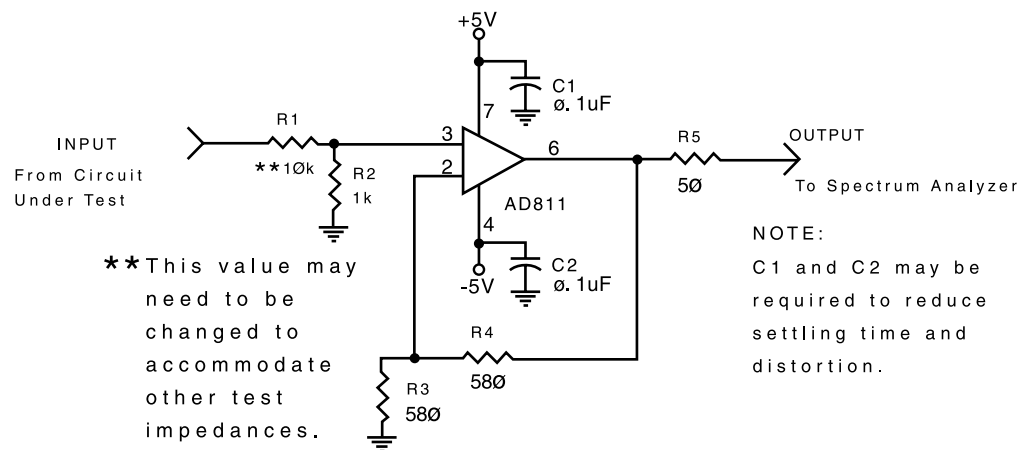 +5V
C1
Ø.1uF
7
R1
R5
INPUT
OUTPUT
3
6
**1Øk
2
R2
1k
5Ø
From Circuit
Under Test
To Spectrum Analyzer
AD811
4
NOTE:
C1 and C2 may be
required to reduce
settling time and
distortion.
C2
Ø.1uF
-5V
**This value may
need to be
changed to
accommodate
other test
impedances.
R4
58Ø
R3
58Ø